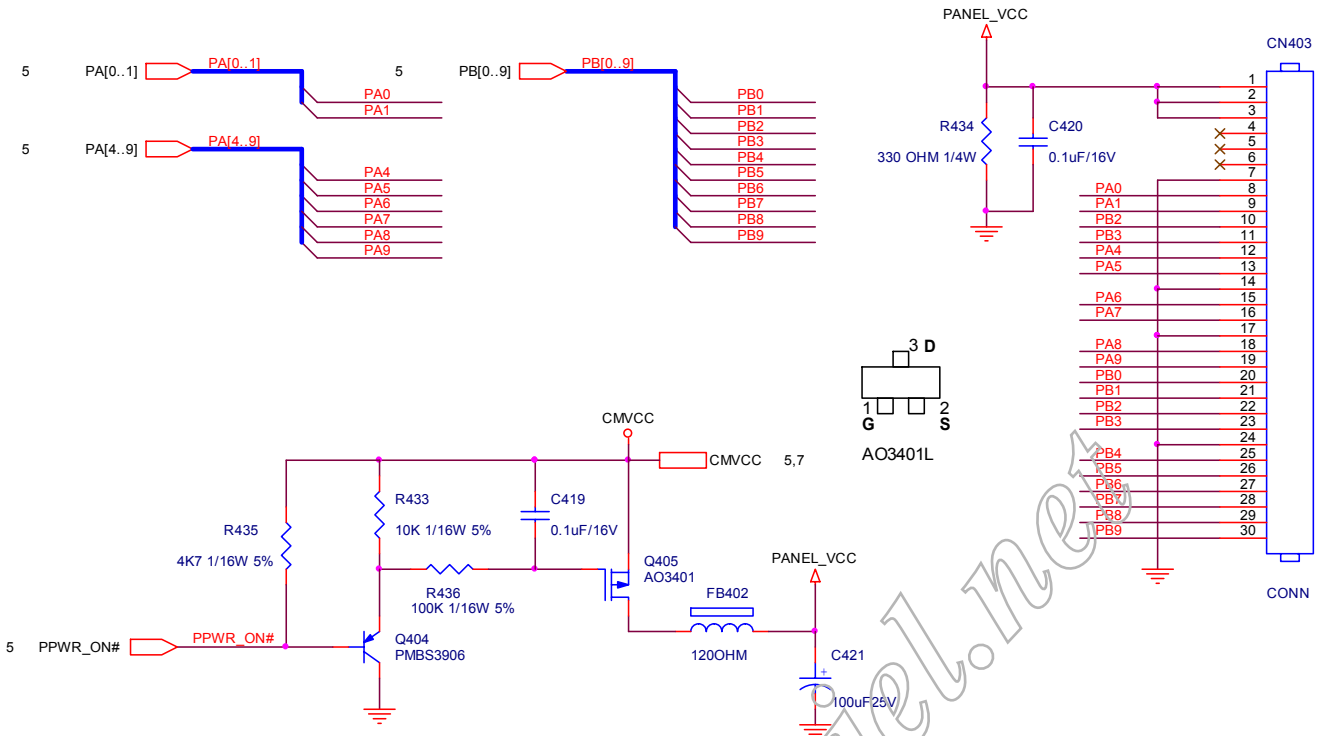 PANEL_VCC
CN403
5 PA[0..1] PA[0..1]
PA0
PA1
5 PA[4..9] PA[4..9]
PA4
PA5
PA6
PA7
PA8
PA9
5 PB[0..9] PB[0..9]
PB0
PB1
PB2
PB3
PB4
PB5
PB6
PB7
PB8
PB9
R434
330 OHM 1/4W
C420
0.1uF/16V
1
2
3
4
5
6
7
PA0 8
PA1 9
PB2 10
PB3 11
PA4 12
PA5 13
14
PA6 15
PA7 16
17
PA8 18
PA9 19
PB0 20
PB1 21
PB2 22
PB3 23
24
PB4 25
PB5 26
PB6 27
PB7 28
PB8 29
PB9 30
CONN
3 D
1 2
G S
AO3401L
CMVCC
CMVCC 5,7
R435
4K7 1/16W 5%
R433
10K 1/16W 5%
C419
0.1uF/16V
R436
100K 1/16W 5%
Q405
AO3401
PANEL_VCC
FB402
120OHM
5 PPWR_ON# PPWR_ON#
Q404
PMBS3906
C421
+
100uF25V